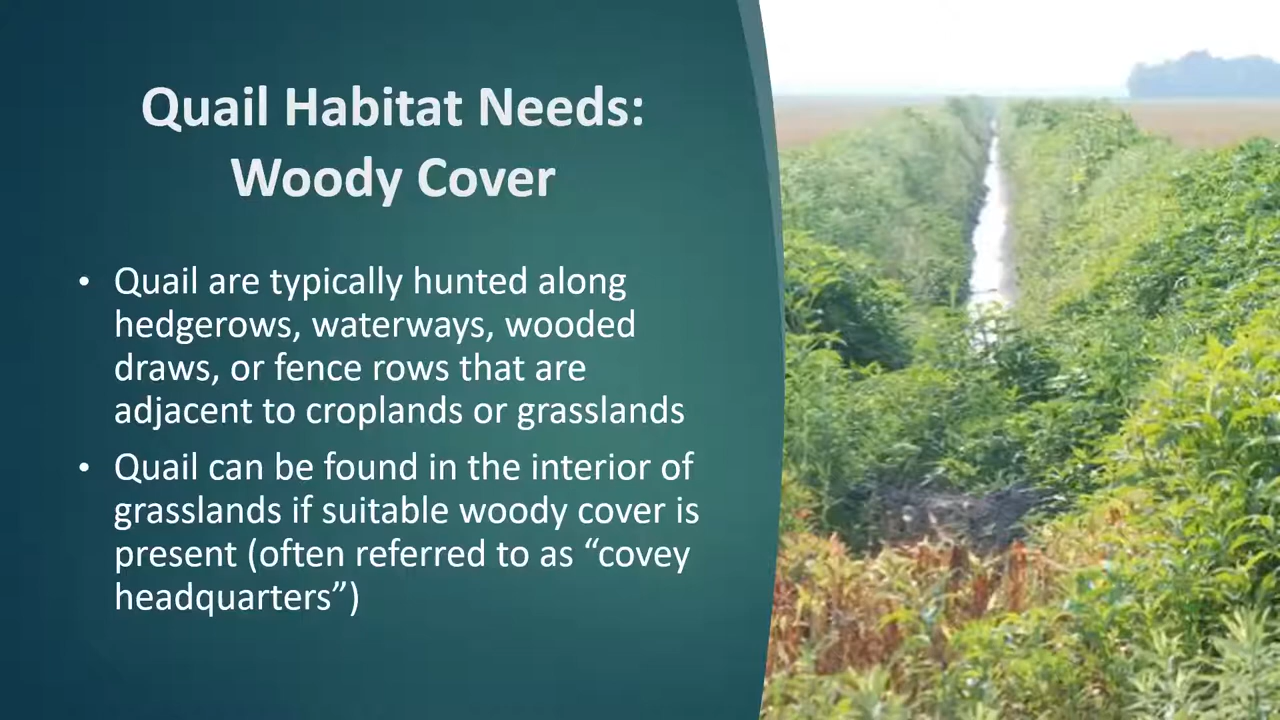 Quail Habitat Needs:
Woody Cover
• Quail are typically hunted along
hedgerows, waterways, wooded
draws, or fence rows that are
adjacent to croplands or grasslands
• Quail can be found in the interior of
grasslands if suitable woody cover is
present (often referred to as “covey
headquarters”)